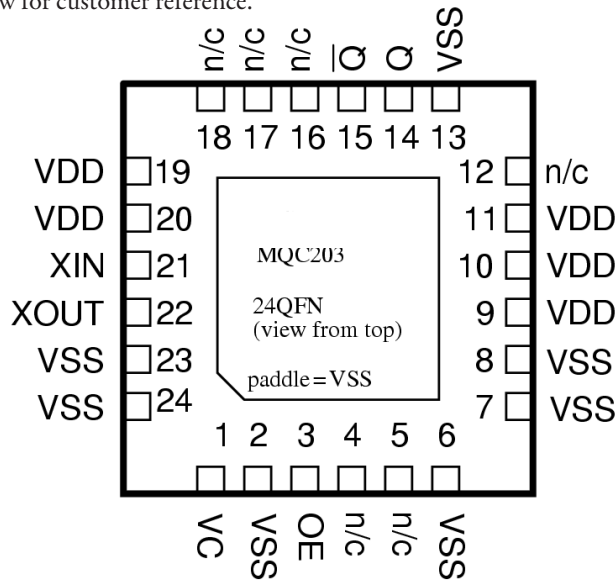 for customer reference.
n/c n/c n/c Q Q VSS
18 17 16 15 14 13
VDD 19
VDD 20
XIN 21
XOUT 22
VSS 23
VSS 24
12 n/c
11 VDD
10 VDD
9 VDD
8 VSS
7 VSS
MQC203
24QFN
(view from top)
paddle=VSS
1 2 3 4 5 6
VC VSS OE n/c n/c VSS